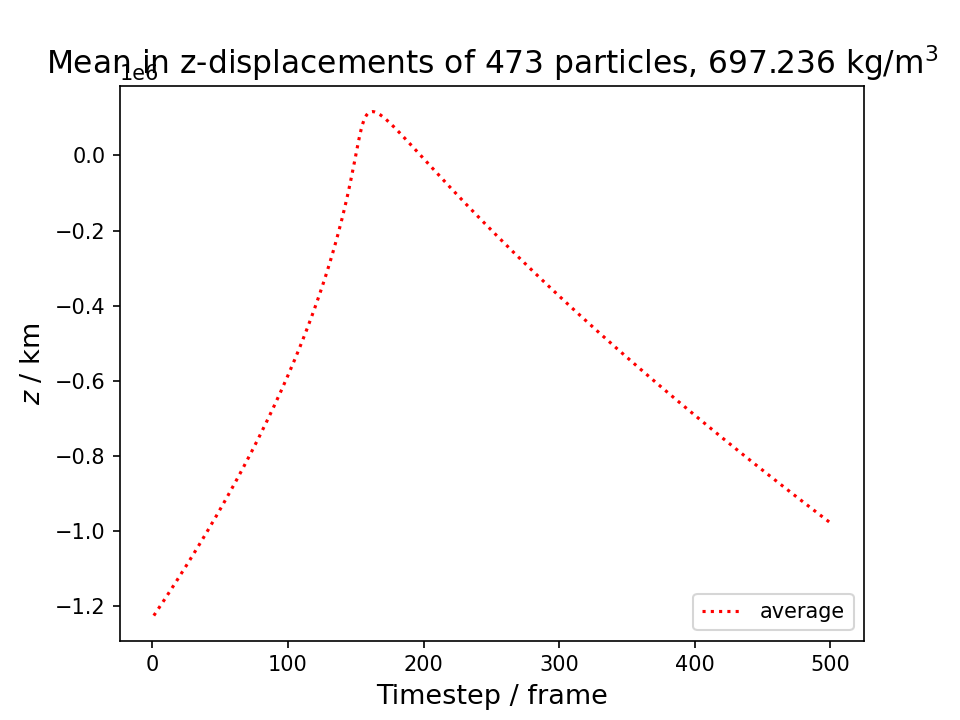 Mean in z-displacements of 473 particles, 697.236 kg/m³
1e6
0.0
−0.2
−0.4
−0.6
−0.8
−1.0
−1.2
z / km
average
0 100 200 300 400 500
Timestep / frame